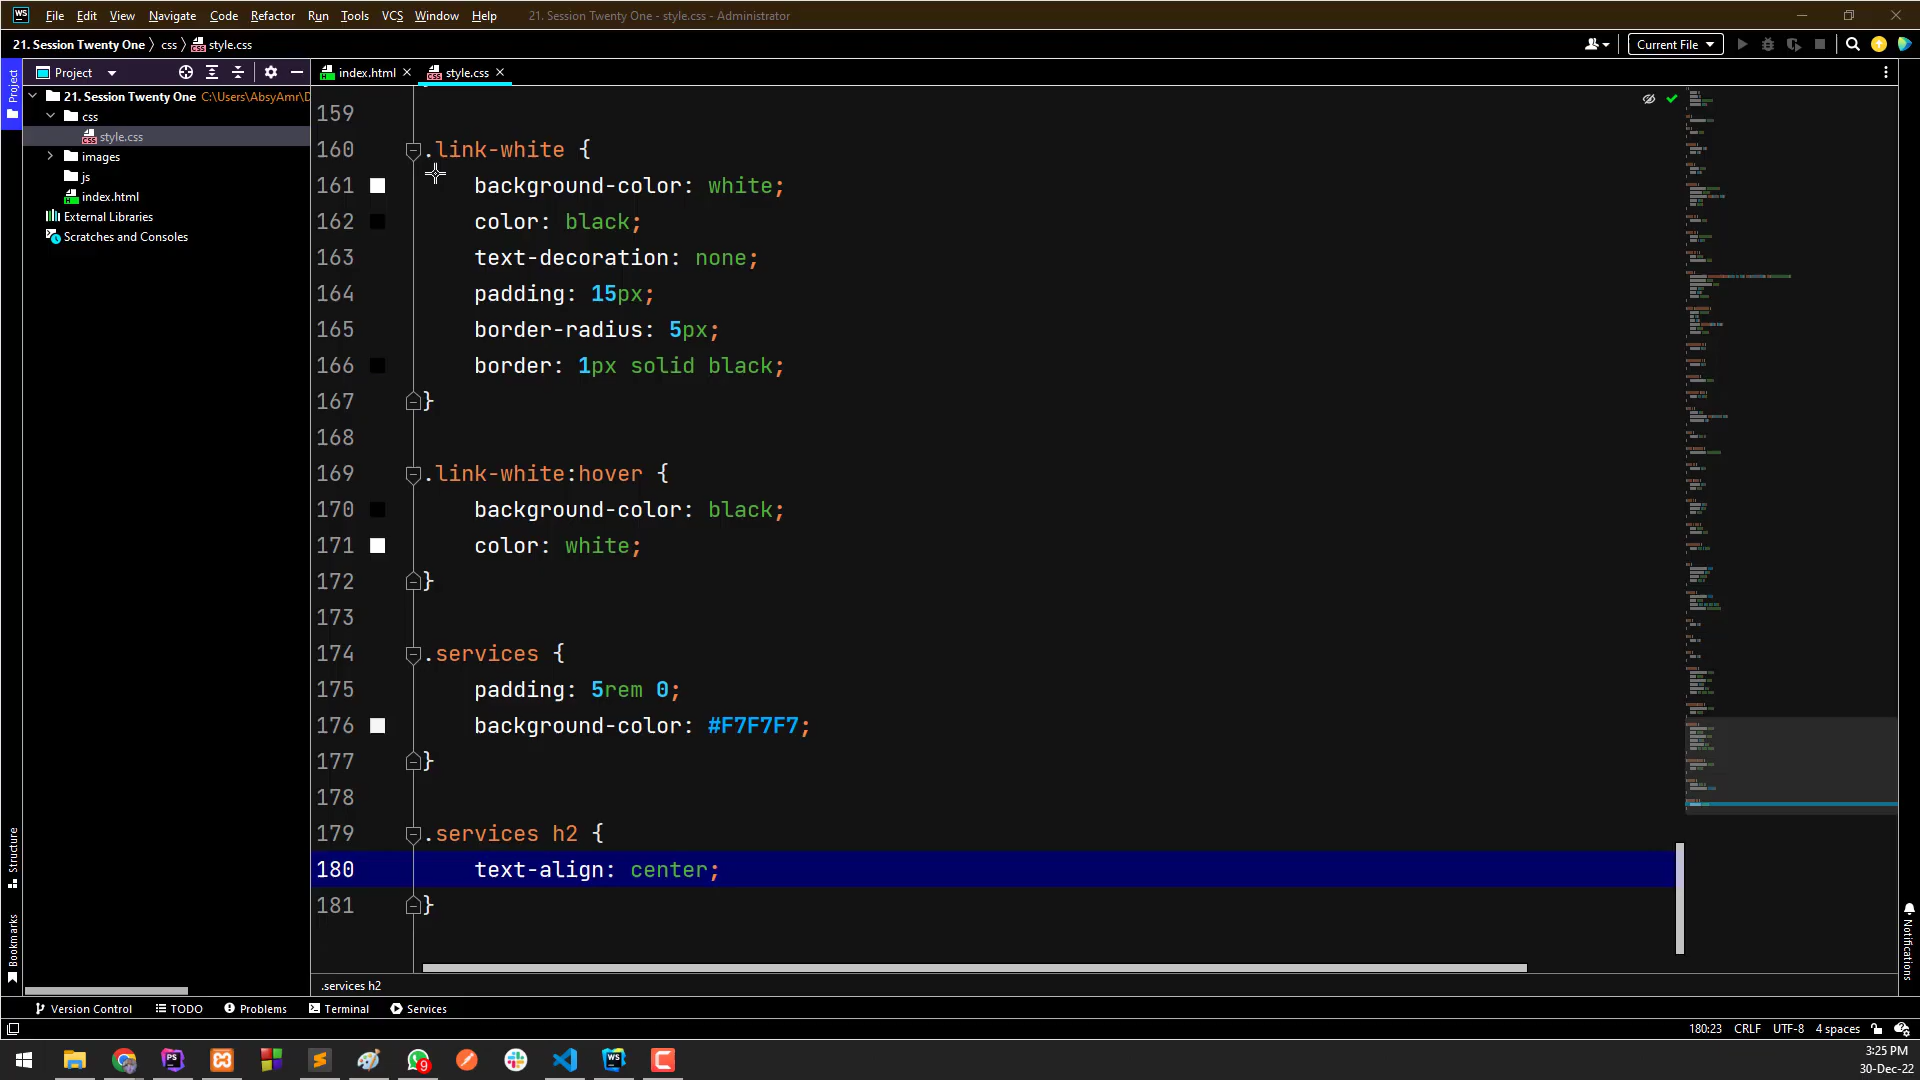 WS File Edit View Navigate Code Refactor Run Tools VCS Window Help 21. Session Twenty One - style.css - Administrator
21. Session Twenty One css style.css Current File
Project index.html style.css
Project
21. Session Twenty One C:\Users\AbsyAmr\D
css
style.css
images
js
index.html
External Libraries
Scratches and Consoles
159
160 .link-white {
161 background-color: white;
162 color: black;
163 text-decoration: none;
164 padding: 15px;
165 border-radius: 5px;
166 border: 1px solid black;
167 }
168
169 .link-white:hover {
170 background-color: black;
171 color: white;
172 }
173
174 .services {
175 padding: 5rem 0;
176 background-color: #F7F7F7;
177 }
178
179 .services h2 {
180 text-align: center;
181 }
Structure
Bookmarks
Notifications
.services h2
Version Control TODO Problems Terminal Services
180:23 CRLF UTF-8 4 spaces
PS 9 WS
3:25 PM
30-Dec-22